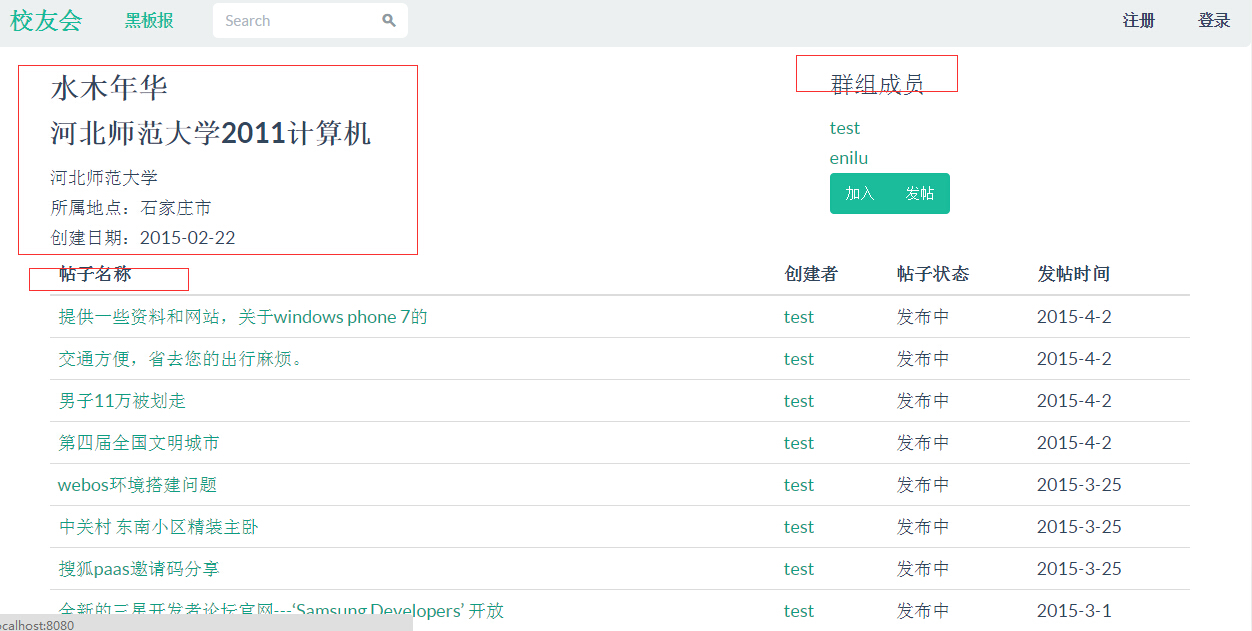 校友会 黑板报 Search 注册 登录
水木年华
河北师范大学2011计算机
河北师范大学
所属地点：石家庄市
创建日期：2015-02-22
群组成员
test
enilu
加入 发帖
帖子名称 创建者 帖子状态 发帖时间
提供一些资料和网站，关于windows phone 7的 test 发布中 2015-4-2
交通方便，省去您的出行麻烦。 test 发布中 2015-4-2
男子11万被划走 test 发布中 2015-4-2
第四届全国文明城市 test 发布中 2015-4-2
webos环境搭建问题 test 发布中 2015-3-25
中关村 东南小区精装主卧 test 发布中 2015-3-25
搜狐paas邀请码分享 test 发布中 2015-3-25
全新的三星开发者论坛官网---‘Samsung Developers’ 开放 test 发布中 2015-3-1
ocalhost:8080